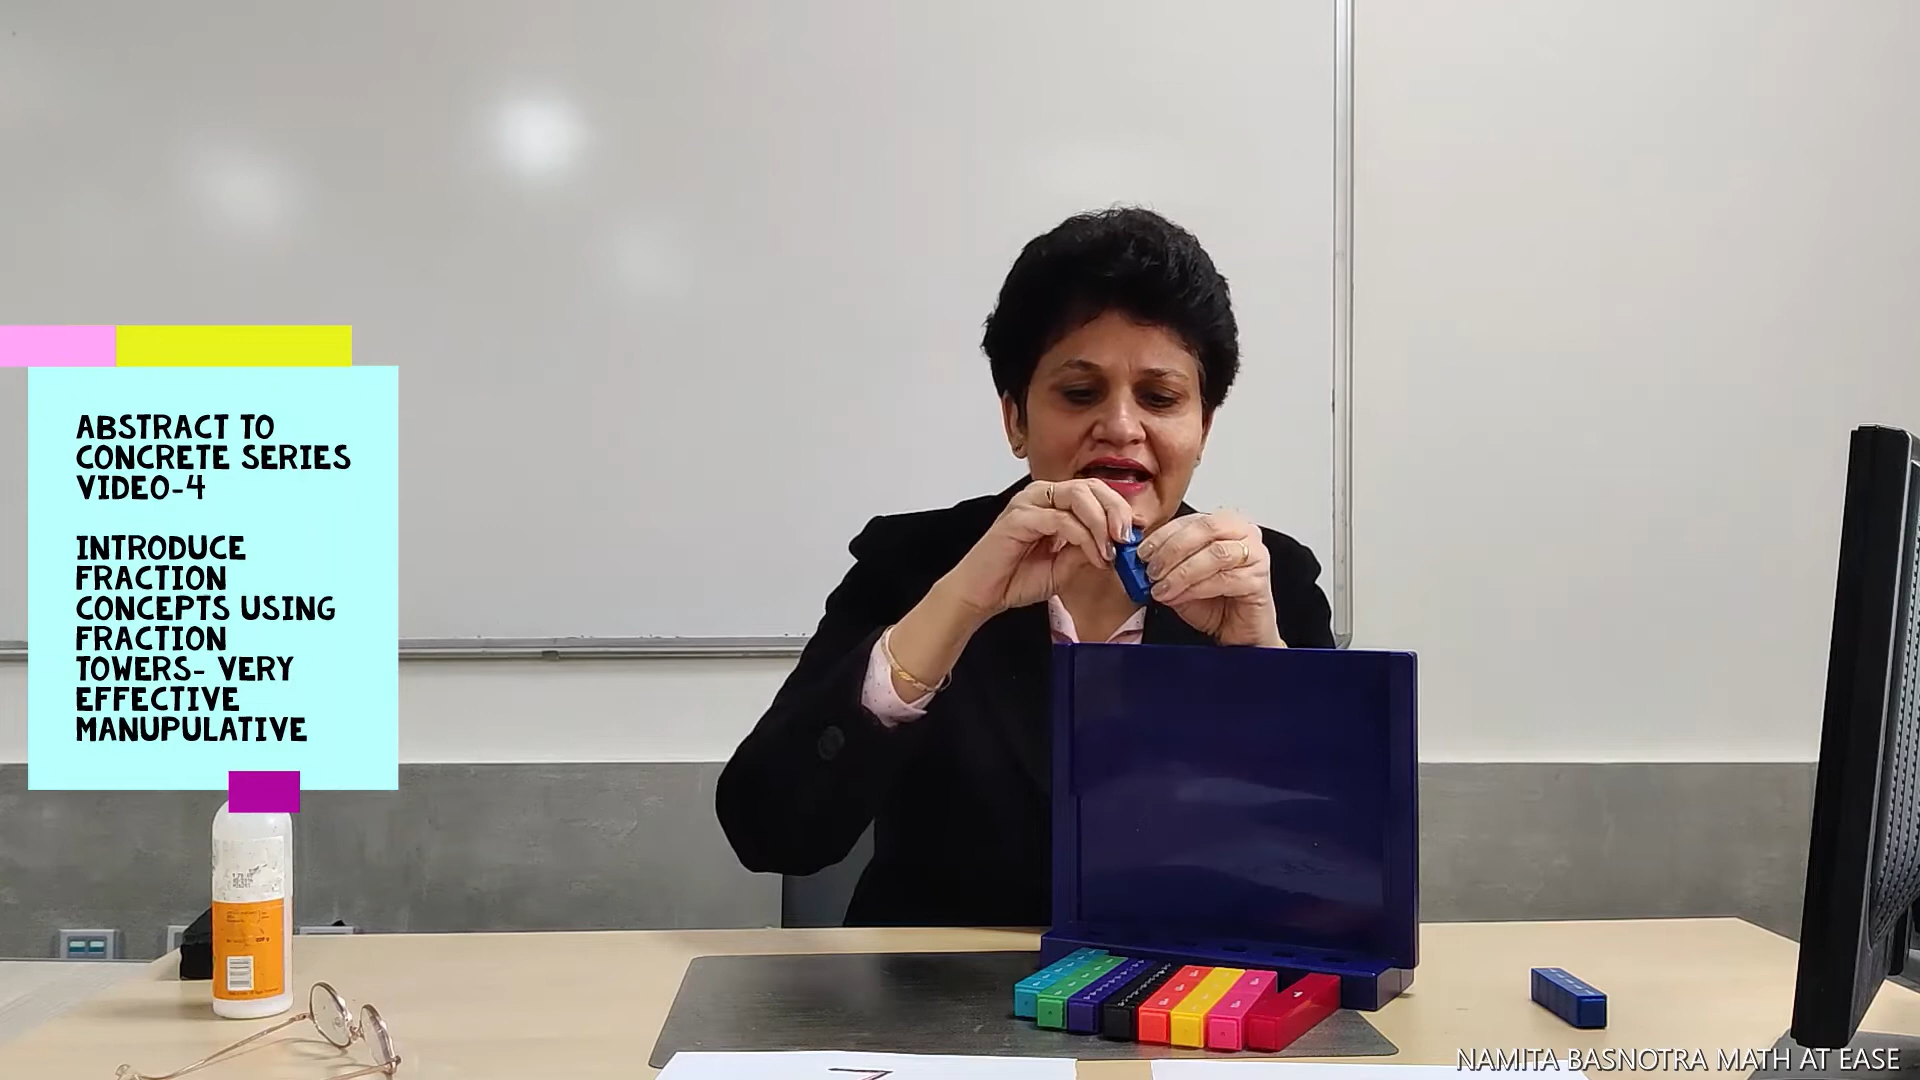 ABSTRACT TO
CONCRETE SERIES
VIDEO-4
INTRODUCE
FRACTION
CONCEPTS USING
FRACTION
TOWERS- VERY
EFFECTIVE
MANUPULATIVE
NAMITA BASNOTRA MATH AT EASE